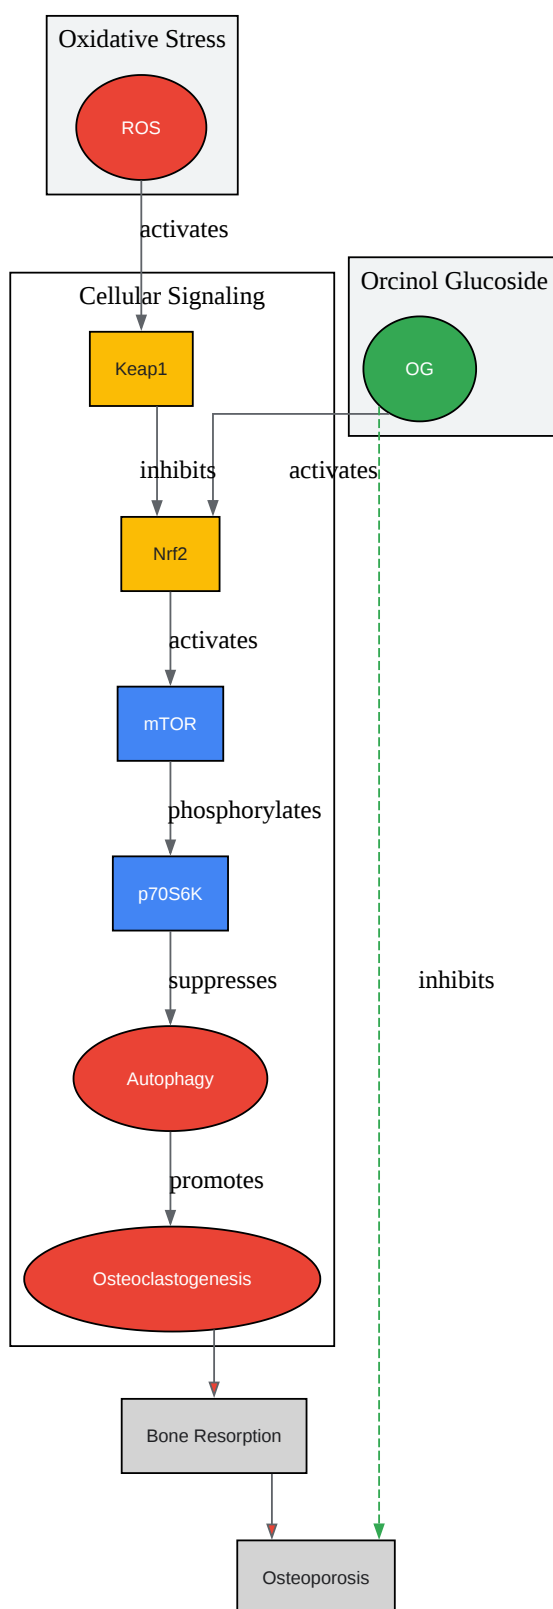 Oxidative Stress
ROS
activates
Orcinol Glucoside
Cellular Signaling
Keap1
OG
inhibits
activates
Nrf2
activates
mTOR
phosphorylates
p70S6K
suppresses
inhibits
Autophagy
promotes
Osteoclastogenesis
Bone Resorption
Osteoporosis